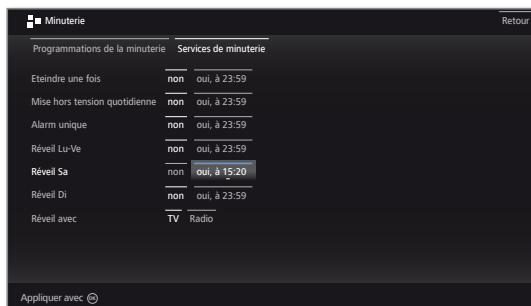 Minuterie Retour
Programmations de la minuterie Services de minuterie
Eteindre une fois non oui, à 23:59
Mise hors tension quotidienne non oui, à 23:59
Alarm unique non oui, à 23:59
Réveil Lu-Ve non oui, à 23:59
Réveil Sa non oui, à 15:20
Réveil Di non oui, à 23:59
Réveil avec TV Radio
Appliquer avec OK